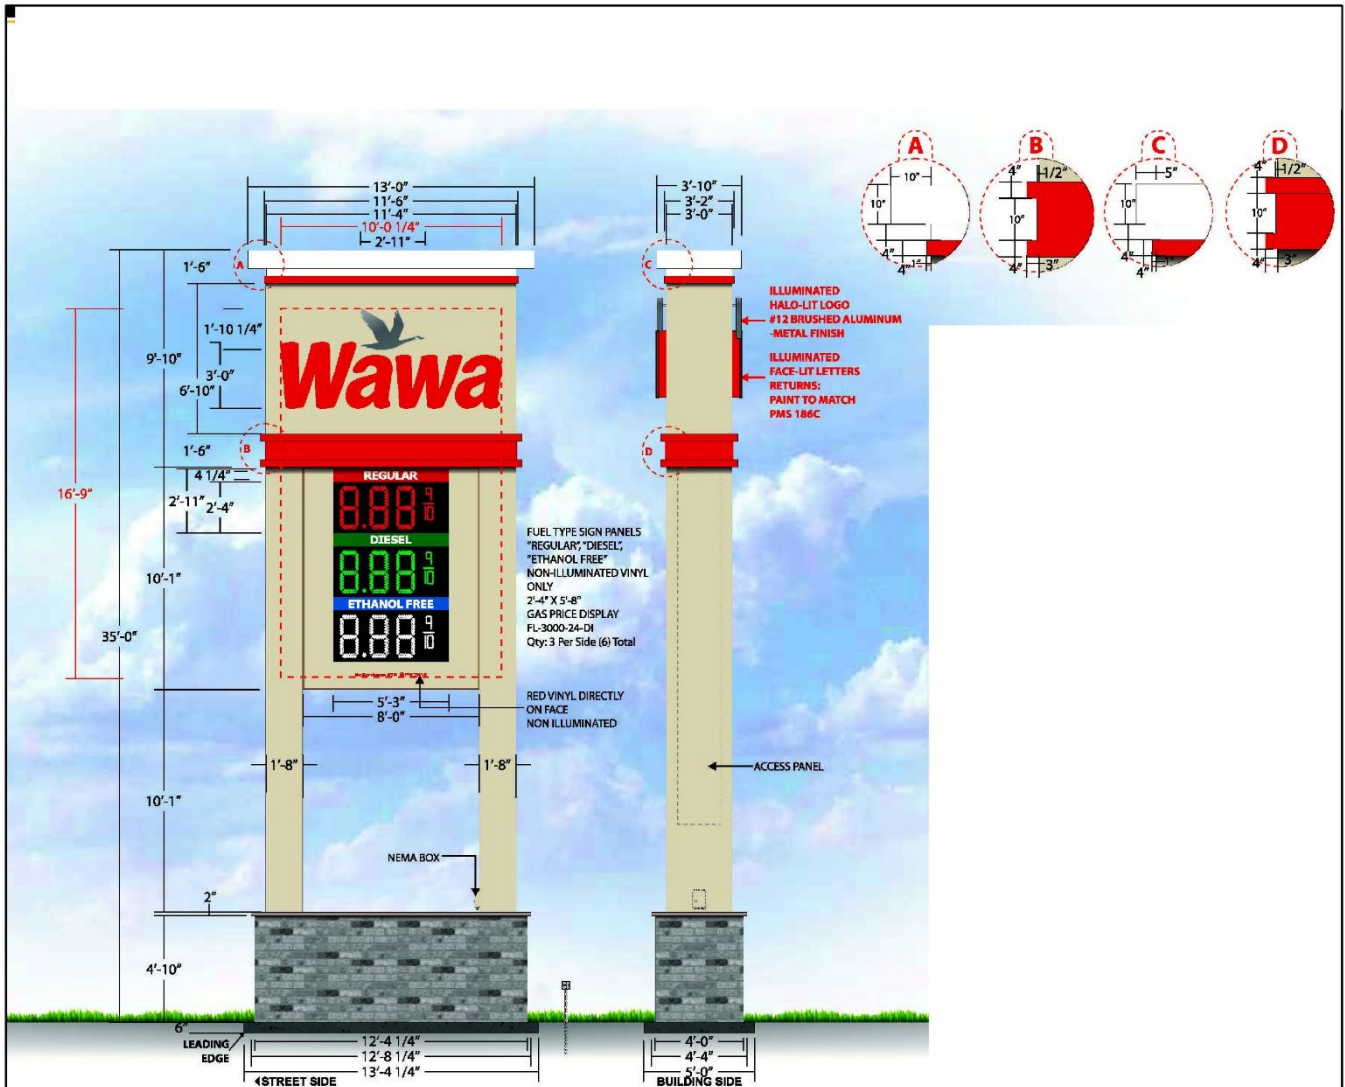 A
B
C
D
10"
10"
4"
4"
1"
4"
1/2"
10"
4"
3"
5"
10"
4"
4"
1"
4"
1/2"
10"
4"
3"
13'-0"
11'-6"
11'-4"
10'-0 1/4"
2'-11"
3'-10"
3'-2"
3'-0"
A
C
1'-6"
ILLUMINATED
HALO-LIT LOGO
#12 BRUSHED ALUMINUM
-METAL FINISH
ILLUMINATED
FACE-LIT LETTERS
RETURNS:
PAINT TO MATCH
PMS 186C
1'-10 1/4"
9'-10"
3'-0"
6'-10"
Wawa
B
D
1'-6"
4 1/4"
2'-11"
2'-4"
16'-9"
REGULAR
8.88 9/10
DIESEL
8.88 9/10
ETHANOL FREE
8.88 9/10
FUEL TYPE SIGN PANELS
"REGULAR", "DIESEL",
"ETHANOL FREE"
NON-ILLUMINATED VINYL
ONLY
2'-4" X 5'-8"
GAS PRICE DISPLAY
FL-3000-24-DI
Qty: 3 Per Side (6) Total
10'-1"
35'-0"
RED VINYL DIRECTLY
ON FACE
NON ILLUMINATED
5'-3"
8'-0"
1'-8"
1'-8"
ACCESS PANEL
10'-1"
NEMA BOX
2"
4'-10"
6"
LEADING
EDGE
12'-4 1/4"
12'-8 1/4"
13'-4 1/4"
STREET SIDE
4'-0"
4'-4"
5'-0"
BUILDING SIDE